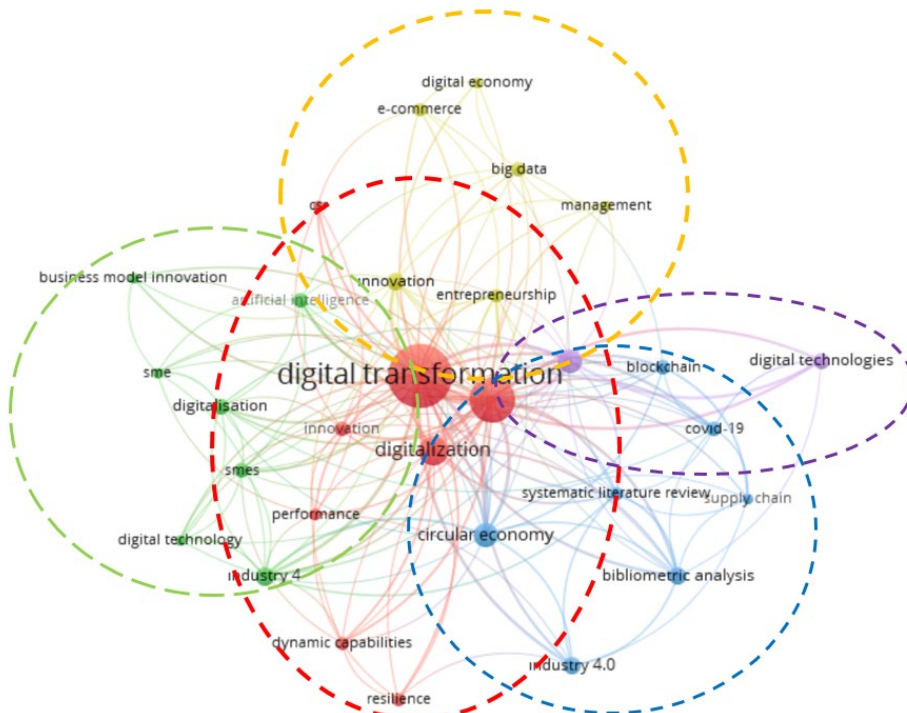 digital economy
e-commerce
big data
csr
management
business model innovation
innovation
artificial intelligence
entrepreneurship
digital transformation
blockchain
digital technologies
sme
digitalisation
innovation
covid-19
digitalization
smes
systematic literature review
supply chain
performance
circular economy
digital technology
industry 4
bibliometric analysis
dynamic capabilities
industry 4.0
resilience